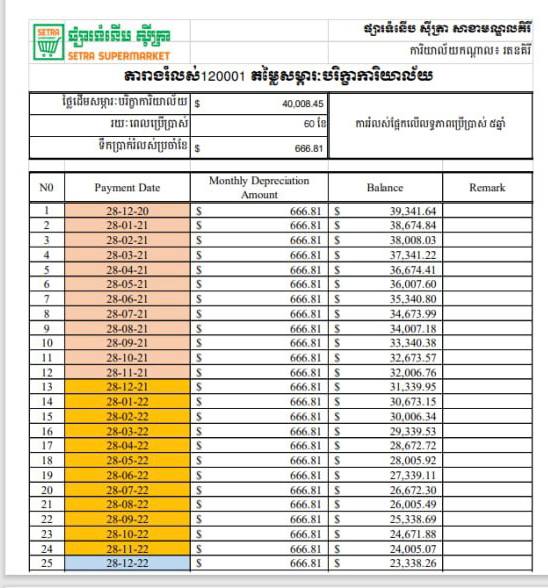 SETRA
ផ្សារទំនើប ស៊ីត្រា
SETRA SUPERMARKET
ផ្សារទំនើប ស៊ីត្រា សាខាមណ្ឌលគិរី
ការិយាល័យកណ្តាល៖ រតនគិរី
តារាងរំលស់120001 តម្លៃសម្ភារៈបរិក្ខាការិយាល័យ
ថ្លៃដើមសម្ភារៈបរិក្ខាការិយាល័យ $ 40,008.45
រយៈពេលប្រើប្រាស់ 60 ខែ
ការរំលស់ផ្អែកលើលទ្ធភាពប្រើប្រាស់ ៥ឆ្នាំ
ទឹកប្រាក់រំលស់ប្រចាំខែ $ 666.81
N0 Payment Date Monthly Depreciation Amount Balance Remark
1 28-12-20 $ 666.81 $ 39,341.64
2 28-01-21 $ 666.81 $ 38,674.84
3 28-02-21 $ 666.81 $ 38,008.03
4 28-03-21 $ 666.81 $ 37,341.22
5 28-04-21 $ 666.81 $ 36,674.41
6 28-05-21 $ 666.81 $ 36,007.60
7 28-06-21 $ 666.81 $ 35,340.80
8 28-07-21 $ 666.81 $ 34,673.99
9 28-08-21 $ 666.81 $ 34,007.18
10 28-09-21 $ 666.81 $ 33,340.38
11 28-10-21 $ 666.81 $ 32,673.57
12 28-11-21 $ 666.81 $ 32,006.76
13 28-12-21 $ 666.81 $ 31,339.95
14 28-01-22 $ 666.81 $ 30,673.15
15 28-02-22 $ 666.81 $ 30,006.34
16 28-03-22 $ 666.81 $ 29,339.53
17 28-04-22 $ 666.81 $ 28,672.72
18 28-05-22 $ 666.81 $ 28,005.92
19 28-06-22 $ 666.81 $ 27,339.11
20 28-07-22 $ 666.81 $ 26,672.30
21 28-08-22 $ 666.81 $ 26,005.49
22 28-09-22 $ 666.81 $ 25,338.69
23 28-10-22 $ 666.81 $ 24,671.88
24 28-11-22 $ 666.81 $ 24,005.07
25 28-12-22 $ 666.81 $ 23,338.26